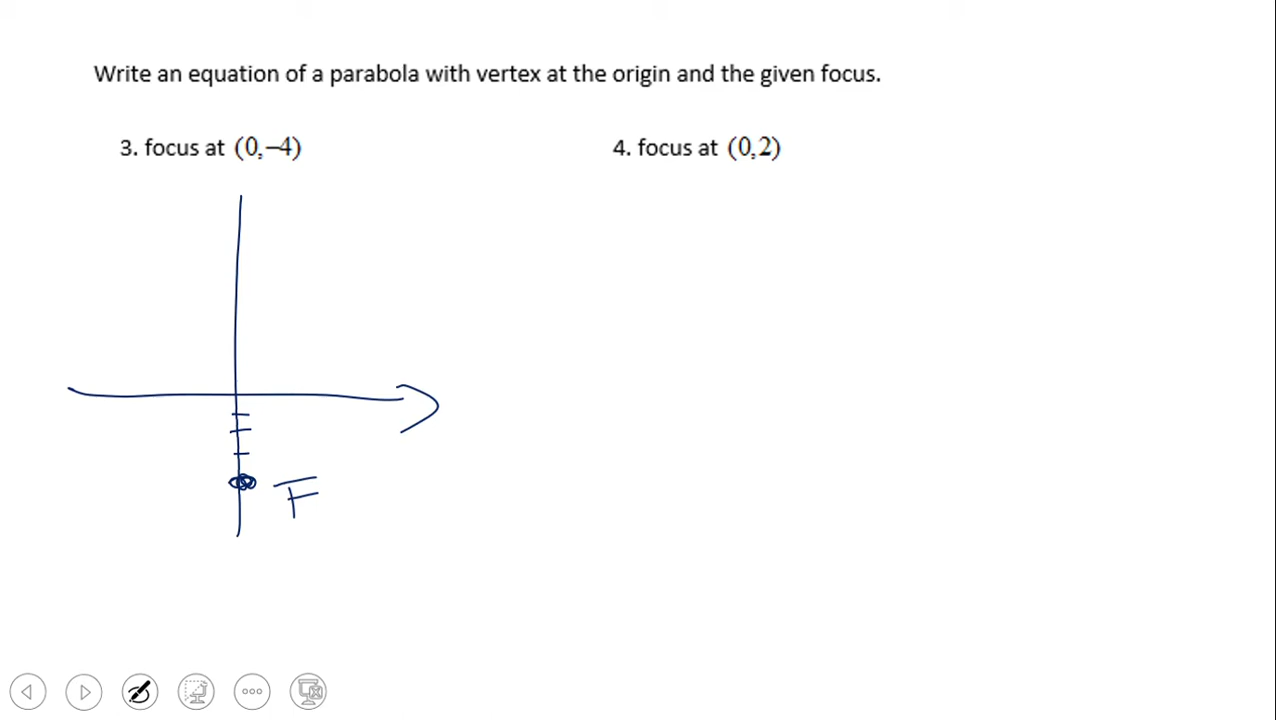 Write an equation of a parabola with vertex at the origin and the given focus.
3. focus at (0,−4)
4. focus at (0,2)
F